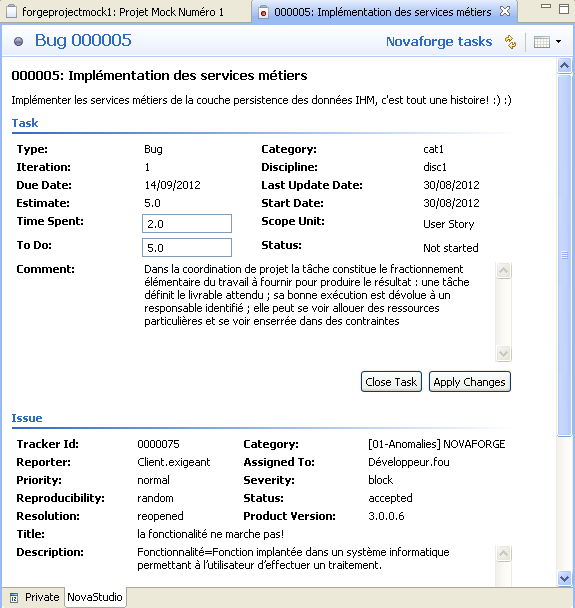 forgeprojectmock1: Projet Mock Numéro 1
000005: Implémentation des services métiers
Bug 000005
Novaforge tasks
000005: Implémentation des services métiers
Implémenter les services métiers de la couche persistence des données IHM, c'est tout une histoire! :) :)
Task
Type: Bug Category: cat1
Iteration: 1 Discipline: disc1
Due Date: 14/09/2012 Last Update Date: 30/08/2012
Estimate: 5.0 Start Date: 30/08/2012
Time Spent: 2.0 Scope Unit: User Story
To Do: 5.0 Status: Not started
Comment: Dans la coordination de projet la tâche constitue le fractionnement
élémentaire du travail à fournir pour produire le résultat : une tâche
définit le livrable attendu ; sa bonne exécution est dévolue à un
responsable identifié ; elle peut se voir allouer des ressources
particulières et se voir enserrée dans des contraintes
Close Task Apply Changes
Issue
Tracker Id: 0000075 Category: [01-Anomalies] NOVAFORGE
Reporter: Client.exigeant Assigned To: Développeur.fou
Priority: normal Severity: block
Reproducibility: random Status: accepted
Resolution: reopened Product Version: 3.0.0.6
Title: la fonctionalité ne marche pas!
Description: Fonctionnalité=Fonction implantée dans un système informatique
permettant à l'utilisateur d'effectuer un traitement.
Private NovaStudio